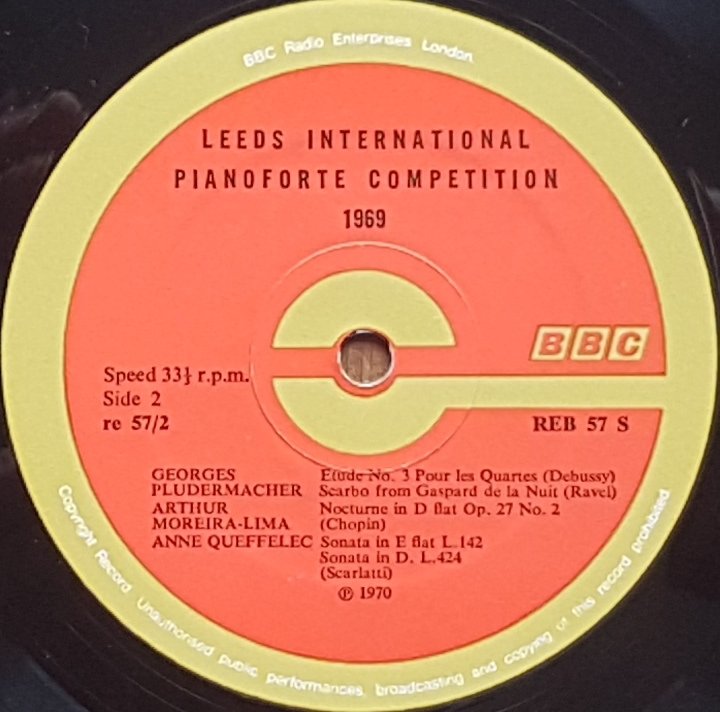 BBC Radio Enterprises London
LEEDS INTERNATIONAL
PIANOFORTE COMPETITION
1969
BBC
Speed 33⅓ r.p.m.
Side 2
re 57/2
REB 57 S
GEORGES Etude No. 3 Pour les Quartes (Debussy)
PLUDERMACHER Scarbo from Gaspard de la Nuit (Ravel)
ARTHUR Nocturne in D flat Op. 27 No. 2
MOREIRA-LIMA (Chopin)
ANNE QUEFFELEC Sonata in E flat L.142
Sonata in D. L.424
(Scarlatti)
℗ 1970
Copyright Record Unauthorised public performances broadcasting and copying of this record prohibited